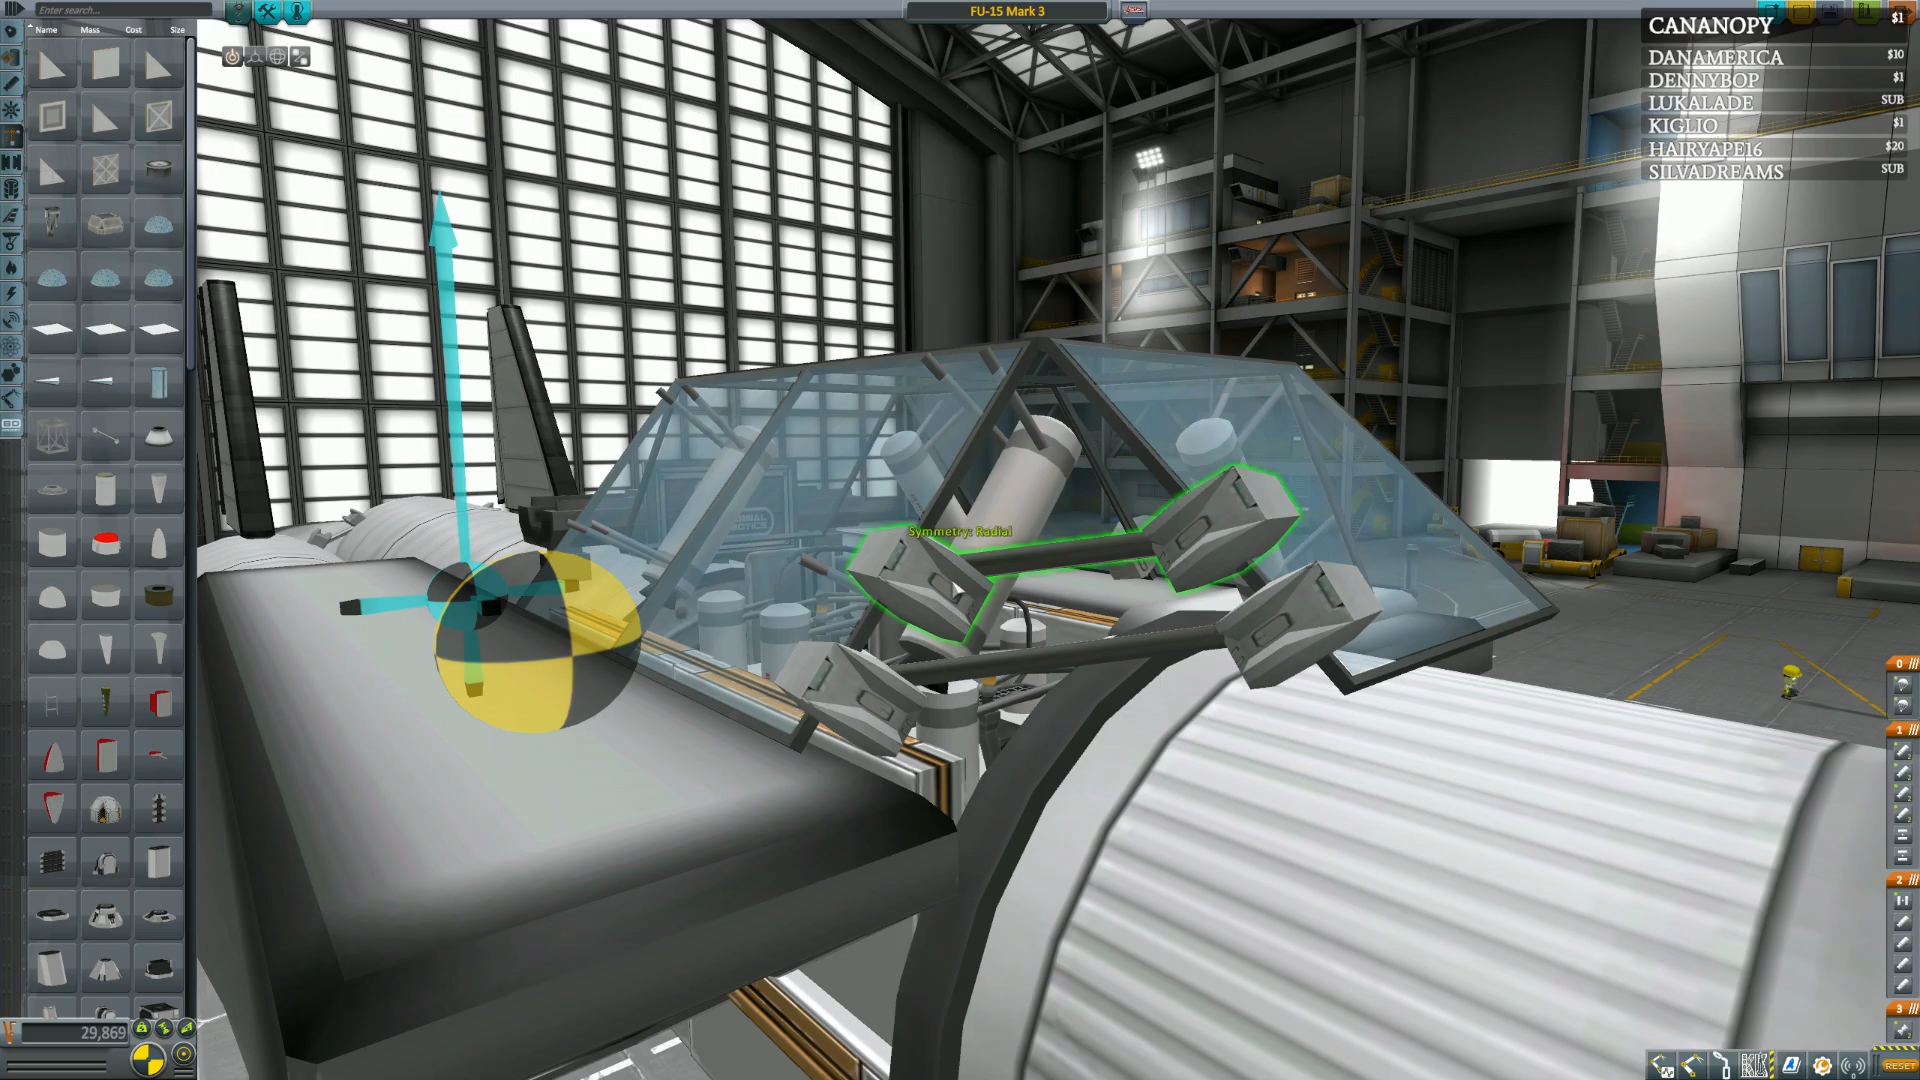 Enter search...
Name Mass Cost Size
FU-15 Mark 3
$1
CANANOPY
DANAMERICA $10
DENNYBOP $1
LUKALADE SUB
KIGLIO $1
HAIRYAPE16 $20
SILVADREAMS SUB
Symmetry: Radial
0
1
2
3
29,869
RESET